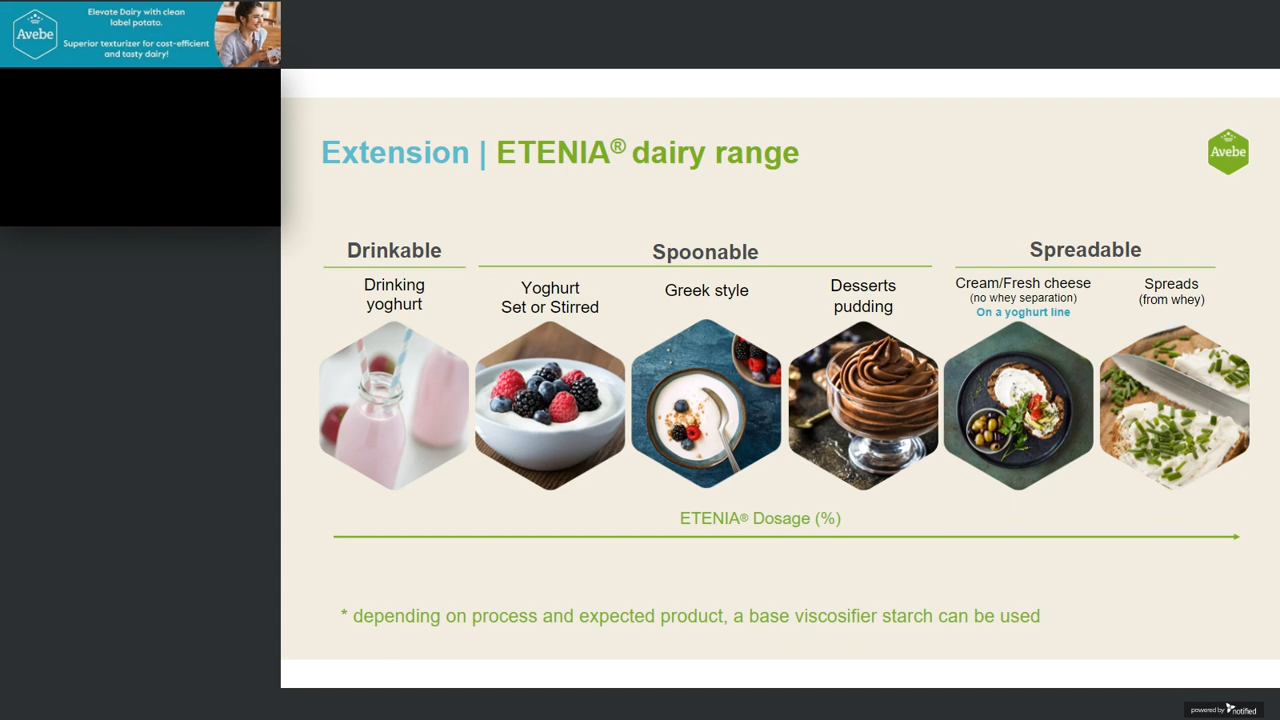 Elevate Dairy with clean
label potato.
Avebe
Superior texturizer for cost-efficient
and tasty dairy!
Extension | ETENIA® dairy range
Avebe
Drinkable
Spoonable
Spreadable
Drinking
yoghurt
Yoghurt
Set or Stirred
Greek style
Desserts
pudding
Cream/Fresh cheese
(no whey separation)
On a yoghurt line
Spreads
(from whey)
ETENIA® Dosage (%)
* depending on process and expected product, a base viscosifier starch can be used
powered by notified